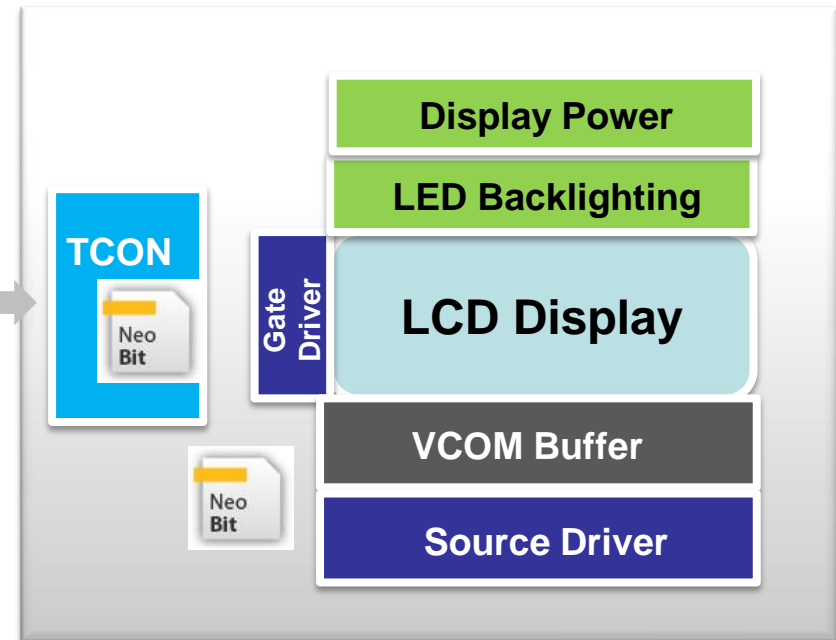 Display Power
LED Backlighting
TCON
Neo
Bit
Gate
Driver
LCD Display
VCOM Buffer
Neo
Bit
Source Driver